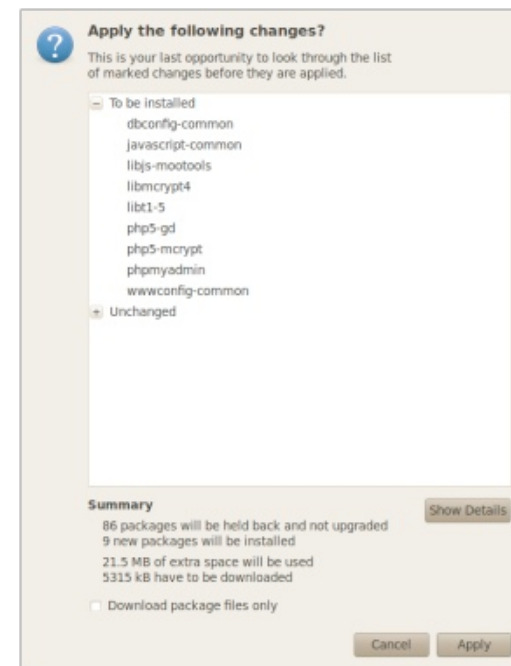 Apply the following changes?
This is your last opportunity to look through the list
of marked changes before they are applied.
To be installed
dbconfig-common
javascript-common
libjs-mootools
libmcrypt4
libt1-5
php5-gd
php5-mcrypt
phpmyadmin
wwwconfig-common
Unchanged
Summary
Show Details
86 packages will be held back and not upgraded
9 new packages will be installed
21.5 MB of extra space will be used
5315 kB have to be downloaded
Download package files only
Cancel
Apply